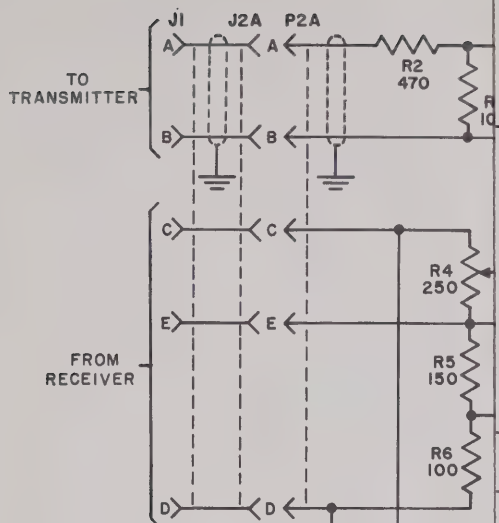 J1 J2A P2A
A A
R2
470
TO
TRANSMITTER
B B
C C
R4
250
E E
FROM
RECEIVER
R5
150
R6
100
D D